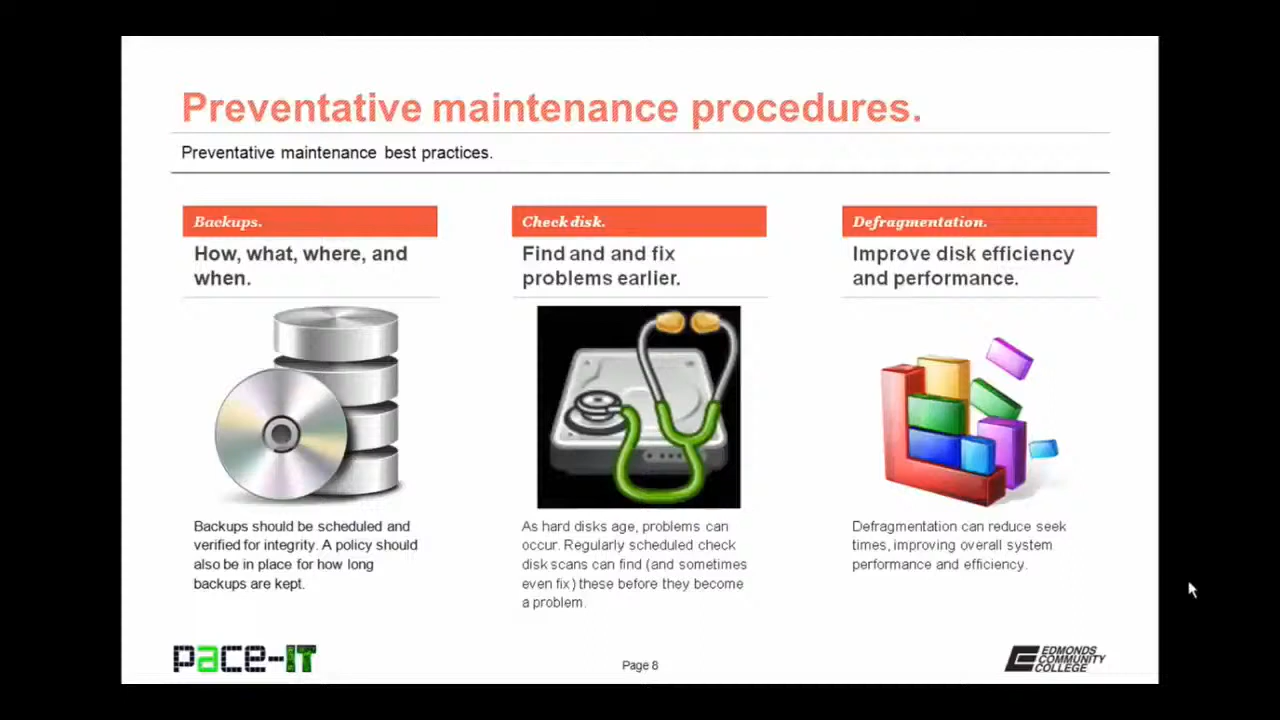 Preventative maintenance procedures.
Preventative maintenance best practices.
Backups.
How, what, where, and
when.
Backups should be scheduled and
verified for integrity. A policy should
also be in place for how long
backups are kept.
Check disk.
Find and and fix
problems earlier.
As hard disks age, problems can
occur. Regularly scheduled check
disk scans can find (and sometimes
even fix) these before they become
a problem.
Defragmentation.
Improve disk efficiency
and performance.
Defragmentation can reduce seek
times, improving overall system
performance and efficiency.
pace-IT
Page 8
EDMONDS
COMMUNITY
COLLEGE